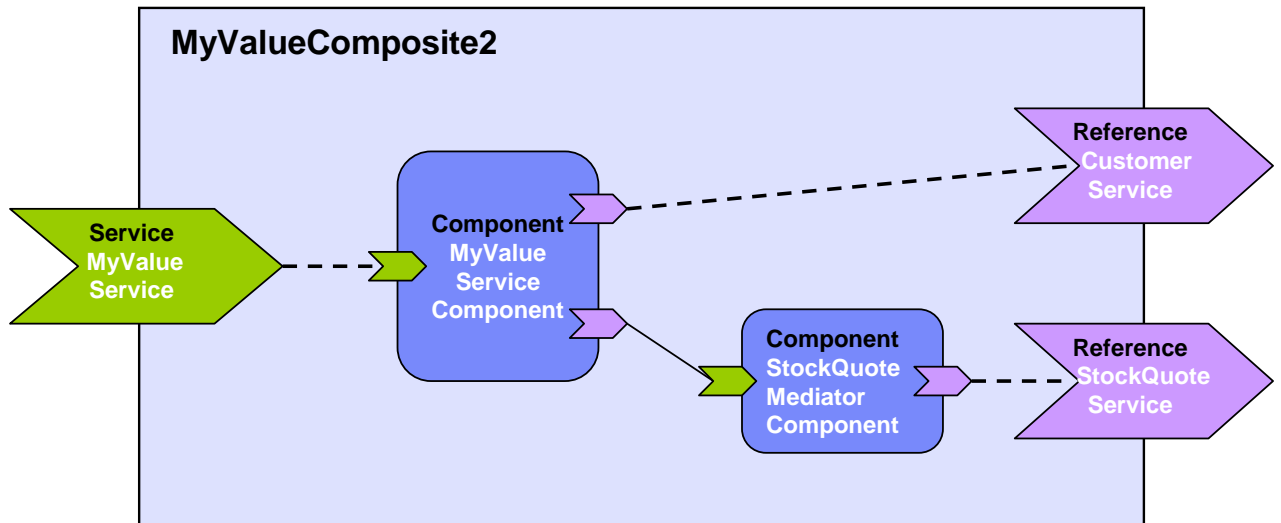 MyValueComposite2
Service
MyValue
Service
Component
MyValue
Service
Component
Component
StockQuote
Mediator
Component
Reference
Customer
Service
Reference
StockQuote
Service